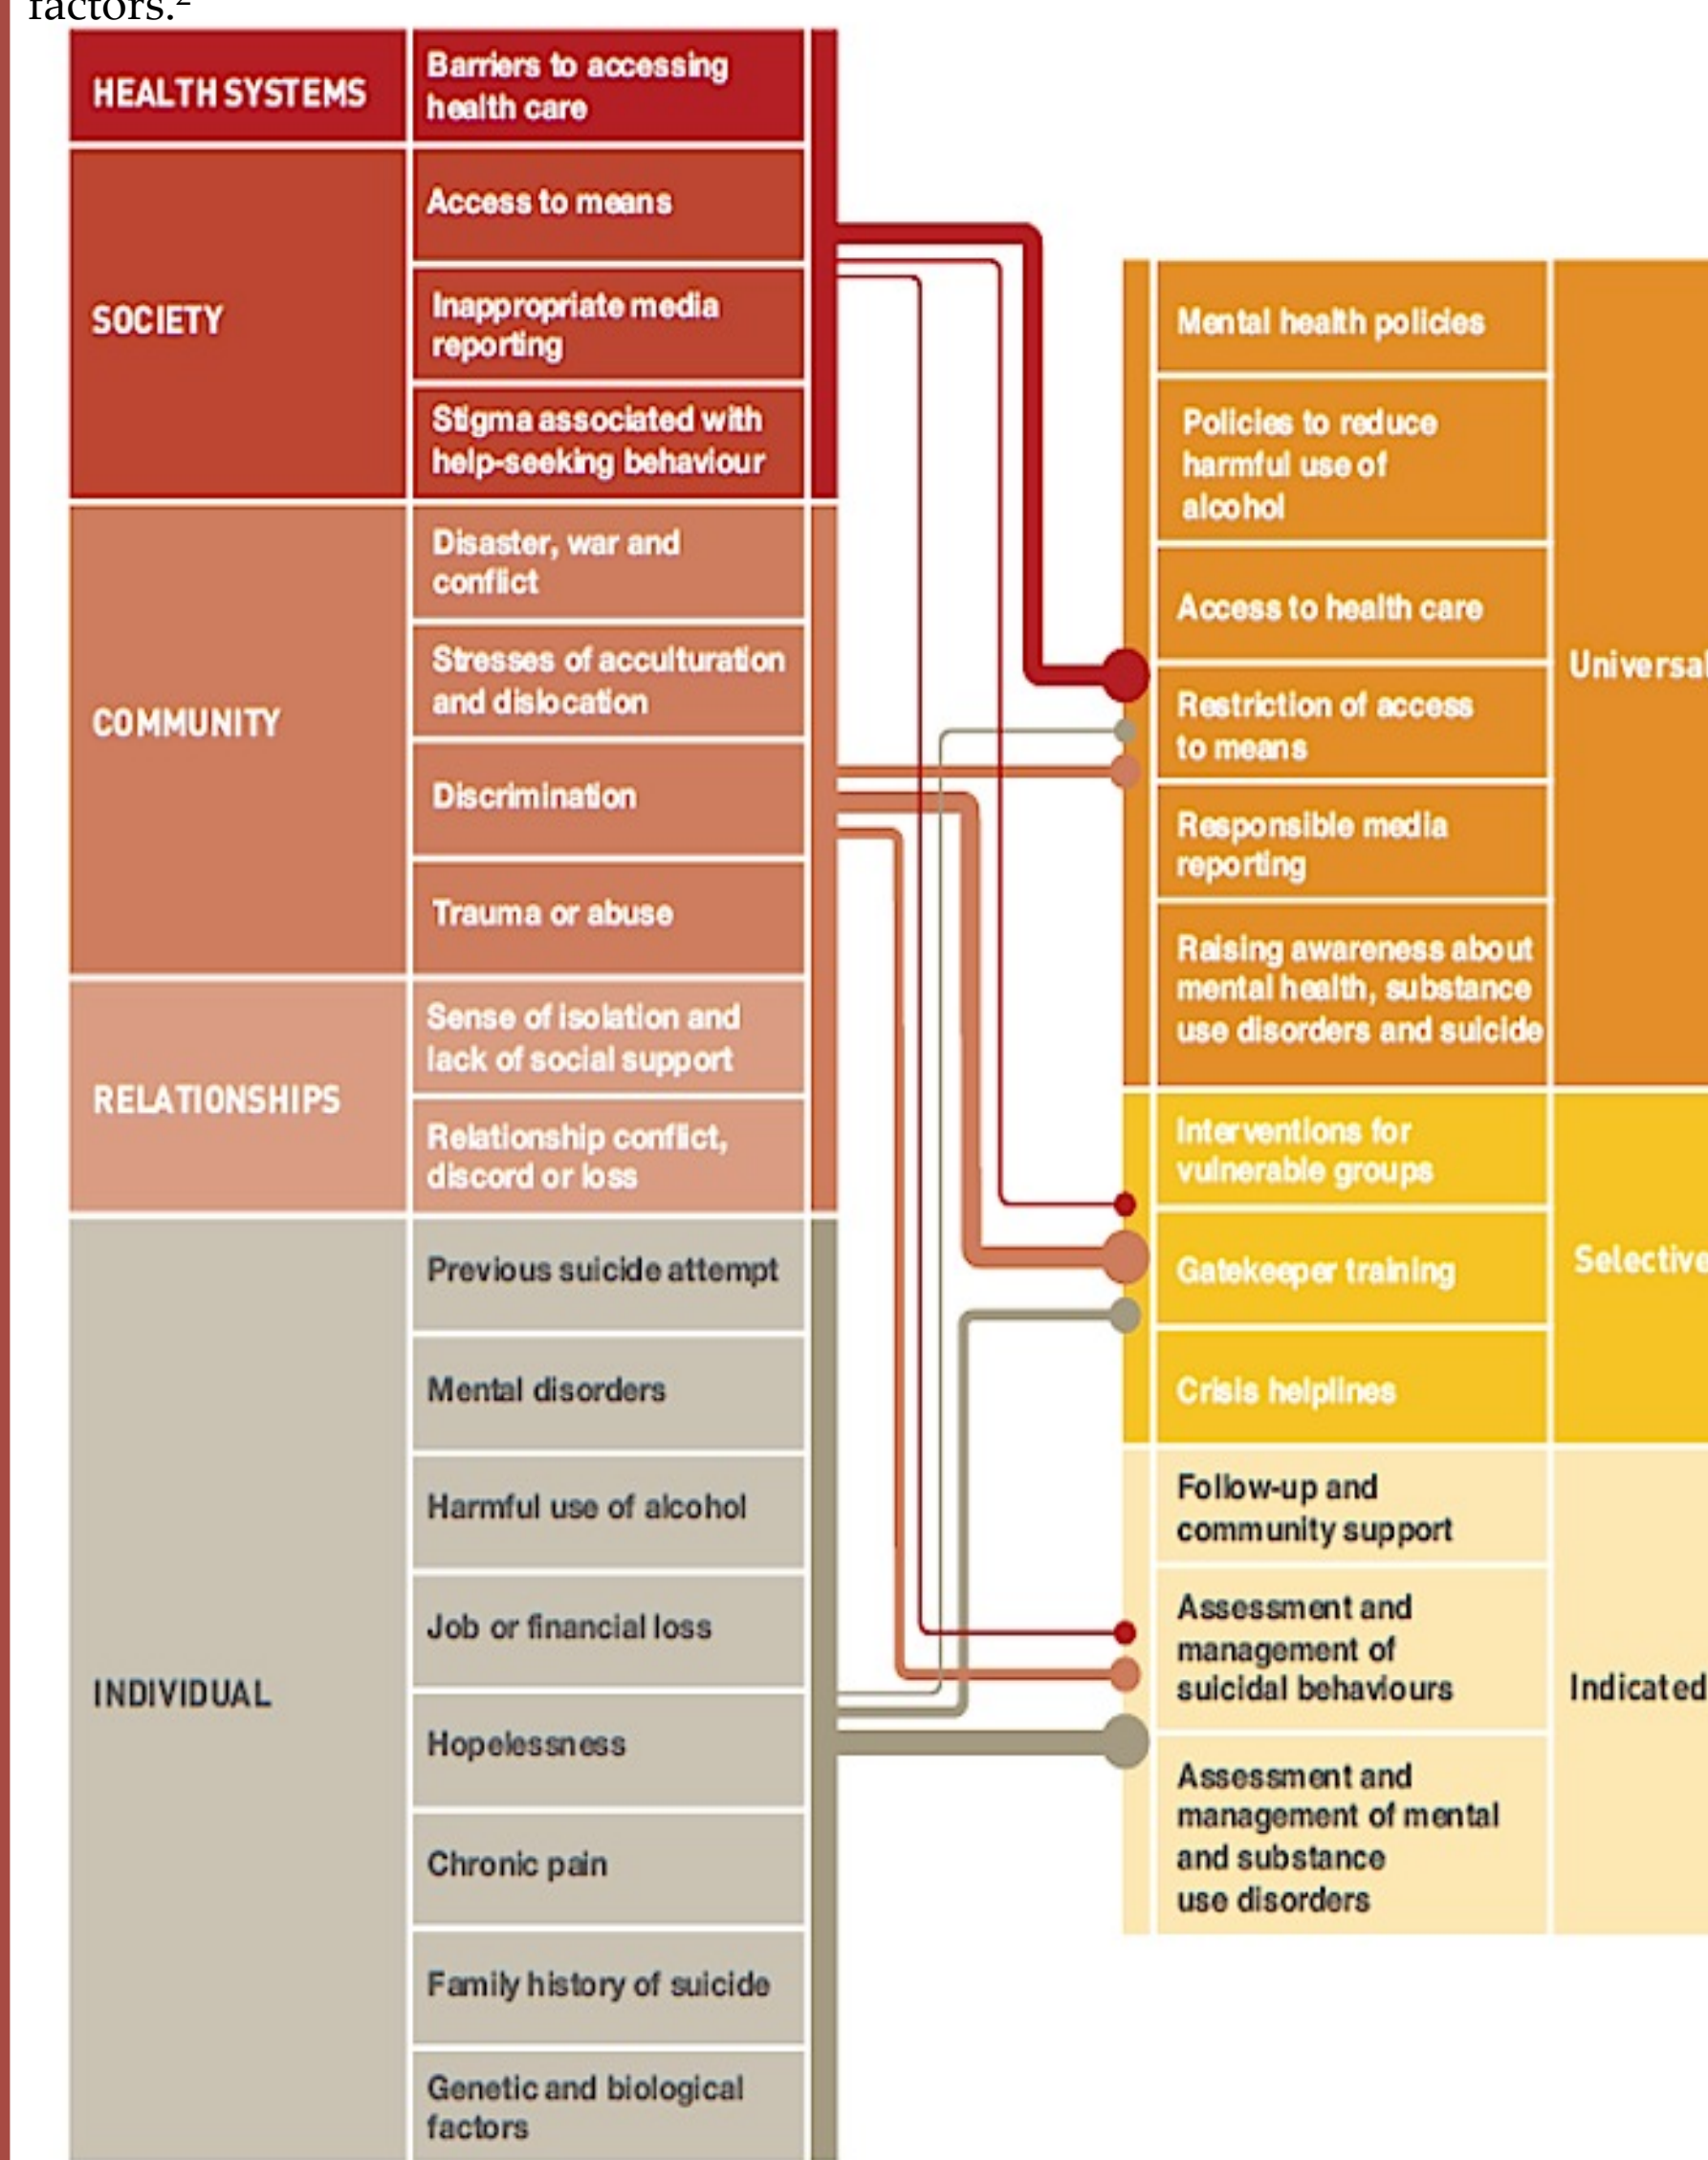 factors.²
HEALTH SYSTEMS
Barriers to accessing
health care
SOCIETY
Access to means
Inappropriate media
reporting
Stigma associated with
help-seeking behaviour
COMMUNITY
Disaster, war and
conflict
Stresses of acculturation
and dislocation
Discrimination
Trauma or abuse
RELATIONSHIPS
Sense of isolation and
lack of social support
Relationship conflict,
discord or loss
INDIVIDUAL
Previous suicide attempt
Mental disorders
Harmful use of alcohol
Job or financial loss
Hopelessness
Chronic pain
Family history of suicide
Genetic and biological
factors
Mental health policies
Policies to reduce
harmful use of
alcohol
Access to health care
Restriction of access
to means
Responsible media
reporting
Raising awareness about
mental health, substance
use disorders and suicide
Universal
Interventions for
vulnerable groups
Gatekeeper training
Crisis helplines
Selective
Follow-up and
community support
Assessment and
management of
suicidal behaviours
Assessment and
management of mental
and substance
use disorders
Indicated